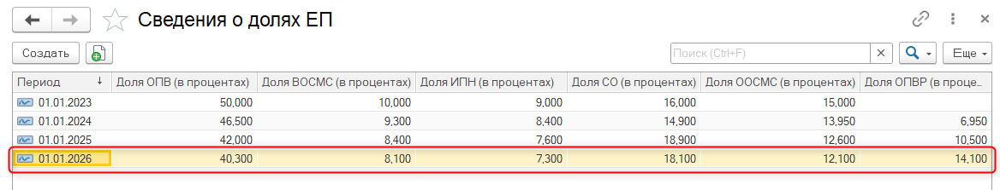 Сведения о долях ЕП
Создать Поиск (Ctrl+F) × Еще
Период ↓ Доля ОПВ (в процентах) Доля ВОСМС (в процентах) Доля ИПН (в процентах) Доля СО (в процентах) Доля ООСМС (в процентах) Доля ОПВР (в проце...
01.01.2023 50,000 10,000 9,000 16,000 15,000
01.01.2024 46,500 9,300 8,400 14,900 13,950 6,950
01.01.2025 42,000 8,400 7,600 18,900 12,600 10,500
01.01.2026 40,300 8,100 7,300 18,100 12,100 14,100